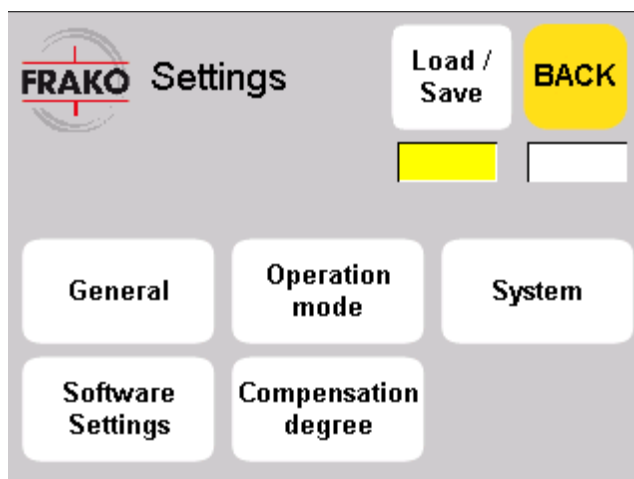 FRAKO
Settings
Load /
Save
BACK
General
Operation
mode
System
Software
Settings
Compensation
degree